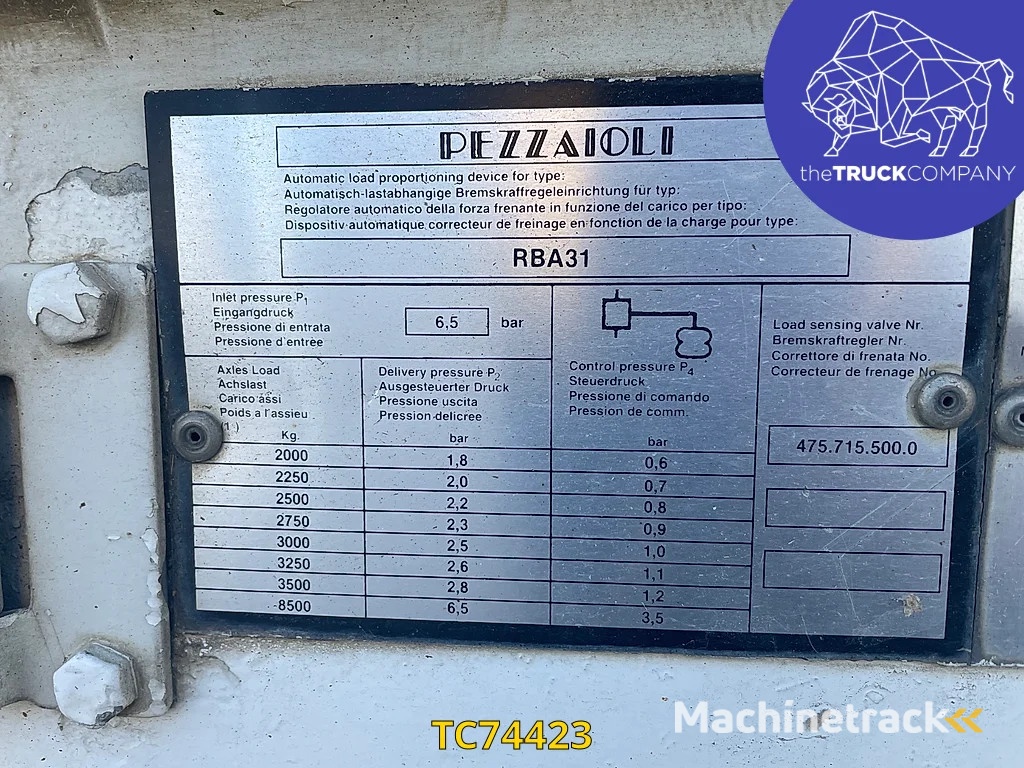 PEZZAIOLI
Automatic load proportioning device for type:
Automatisch-lastabhangige Bremskraftregeleinrichtung für typ:
Regolatore automatico della forza frenante in funzione del carico per tipo:
Dispositiv automatique correcteur de freinage en fonction de la charge pour type:
RBA31
Inlet pressure P1
Eingangdruck
Pressione di entrata
Pressione d'entrée
6,5 bar
Axles Load
Achslast
Carico assi
Poids a l'assieu
(1)
Kg.
Delivery pressure P2
Ausgesteuerter Druck
Pressione uscita
Pression delicree
bar
Control pressure P4
Steuerdruck
Pressione di comando
Pression de comm.
bar
2000 1,8 0,6
2250 2,0 0,7
2500 2,2 0,8
2750 2,3 0,9
3000 2,5 1,0
3250 2,6 1,1
3500 2,8 1,2
8500 6,5 3,5
Load sensing valve Nr.
Bremskraftregler Nr.
Correttore di frenata No.
Correcteur de frenage No
475.715.500.0
theTRUCKCOMPANY
Machinetrack
TC74423